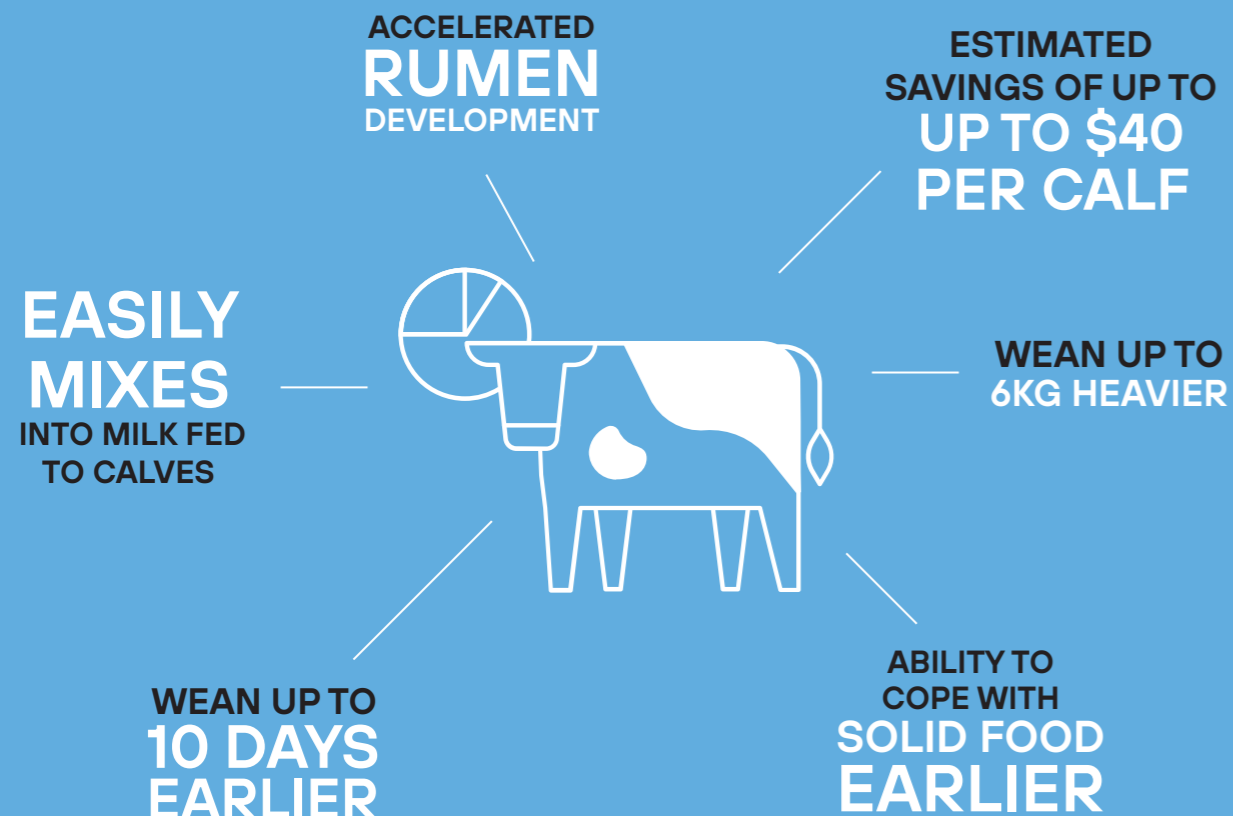 ACCELERATED
RUMEN
DEVELOPMENT
ESTIMATED
SAVINGS OF UP TO
UP TO $40
PER CALF
EASILY
MIXES
INTO MILK FED
TO CALVES
WEAN UP TO
6KG HEAVIER
WEAN UP TO
10 DAYS
EARLIER
ABILITY TO
COPE WITH
SOLID FOOD
EARLIER